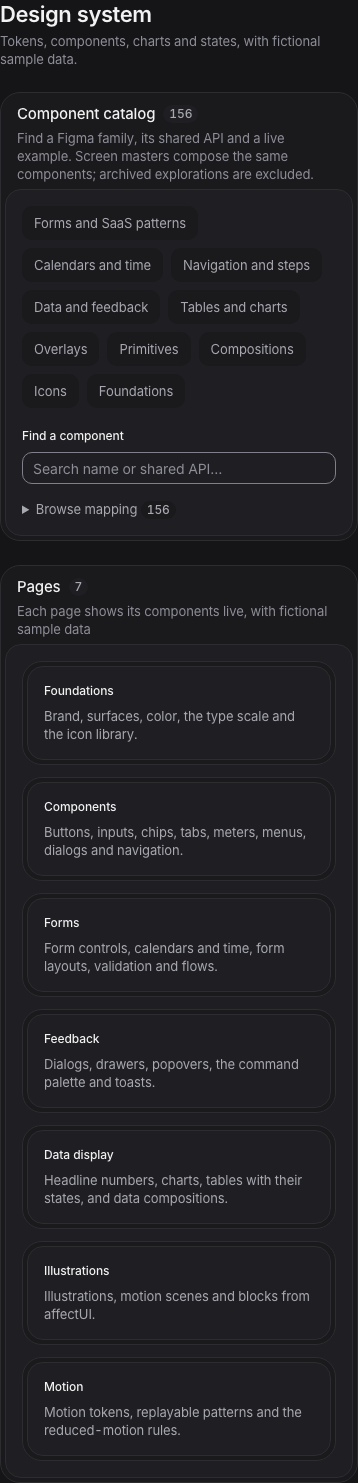 Design system
Tokens, components, charts and states, with fictional
sample data.
Component catalog 156
Find a Figma family, its shared API and a live
example. Screen masters compose the same
components; archived explorations are excluded.
Forms and SaaS patterns
Calendars and time Navigation and steps
Data and feedback Tables and charts
Overlays Primitives Compositions
Icons Foundations
Find a component
Search name or shared API...
Browse mapping 156
Pages 7
Each page shows its components live, with fictional
sample data
Foundations
Brand, surfaces, color, the type scale and
the icon library.
Components
Buttons, inputs, chips, tabs, meters, menus,
dialogs and navigation.
Forms
Form controls, calendars and time, form
layouts, validation and flows.
Feedback
Dialogs, drawers, popovers, the command
palette and toasts.
Data display
Headline numbers, charts, tables with their
states, and data compositions.
Illustrations
Illustrations, motion scenes and blocks from
affectUI.
Motion
Motion tokens, replayable patterns and the
reduced-motion rules.